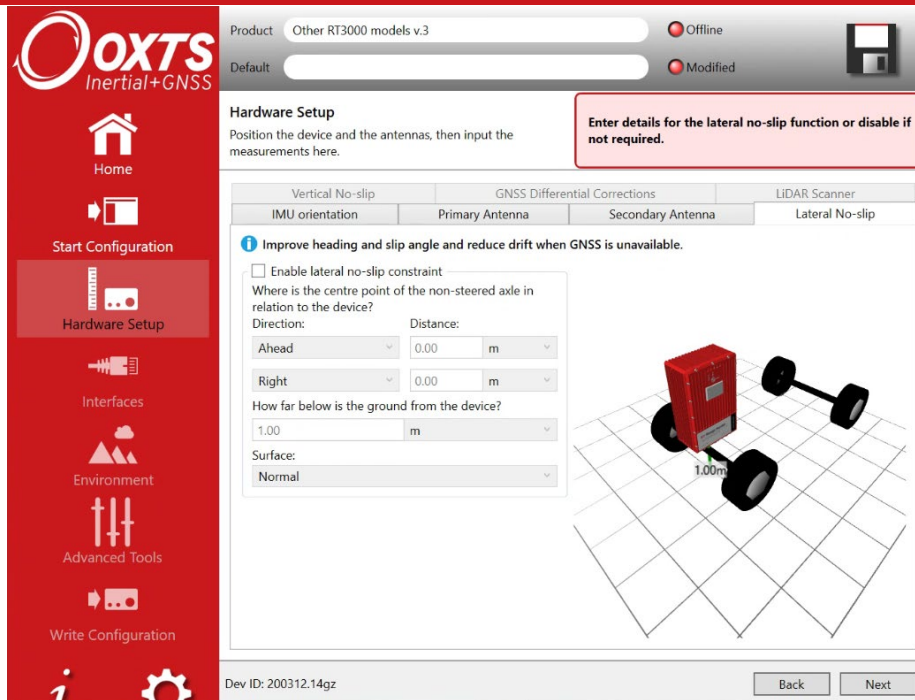 OXTS
Inertial+GNSS
Home
Start Configuration
Hardware Setup
Interfaces
Environment
Advanced Tools
Write Configuration
Product Other RT3000 models v.3 Offline
Default Modified
Hardware Setup
Position the device and the antennas, then input the
measurements here.
Enter details for the lateral no-slip function or disable if
not required.
Vertical No-slip GNSS Differential Corrections LiDAR Scanner
IMU orientation Primary Antenna Secondary Antenna Lateral No-slip
Improve heading and slip angle and reduce drift when GNSS is unavailable.
Enable lateral no-slip constraint
Where is the centre point of the non-steered axle in
relation to the device?
Direction: Distance:
Ahead 0.00 m
Right 0.00 m
How far below is the ground from the device?
1.00 m
Surface:
Normal
1.00m
Dev ID: 200312.14gz Back Next